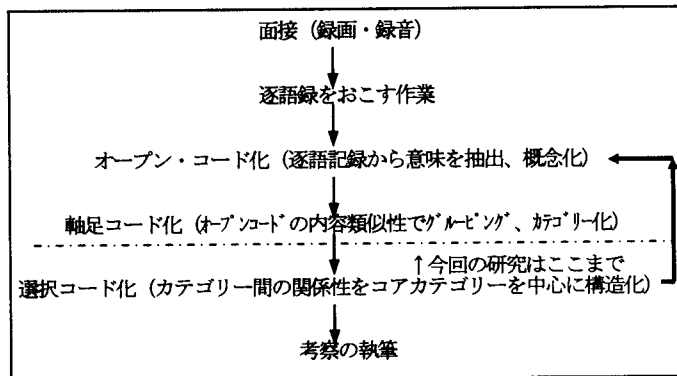 面接（録画・録音）
逐語録をおこす作業
オープン・コード化（逐語記録から意味を抽出、概念化）
軸足コード化（ｵｰﾌﾟﾝｺｰﾄﾞの内容類似性でｸﾞﾙｰﾋﾟﾝｸﾞ、ｶﾃｺﾞﾘｰ化）
↑今回の研究はここまで
選択コード化（カテゴリー間の関係性をコアカテゴリーを中心に構造化）
考察の執筆